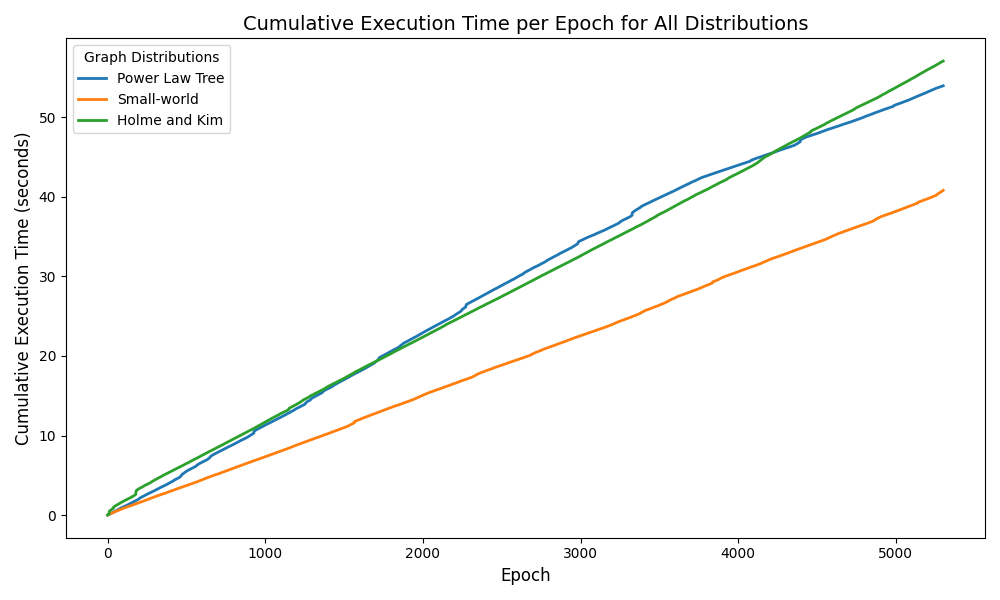 Cumulative Execution Time per Epoch for All Distributions
Graph Distributions
Power Law Tree
Small-world
Holme and Kim
Cumulative Execution Time (seconds)
50
40
30
20
10
0
0 1000 2000 3000 4000 5000
Epoch